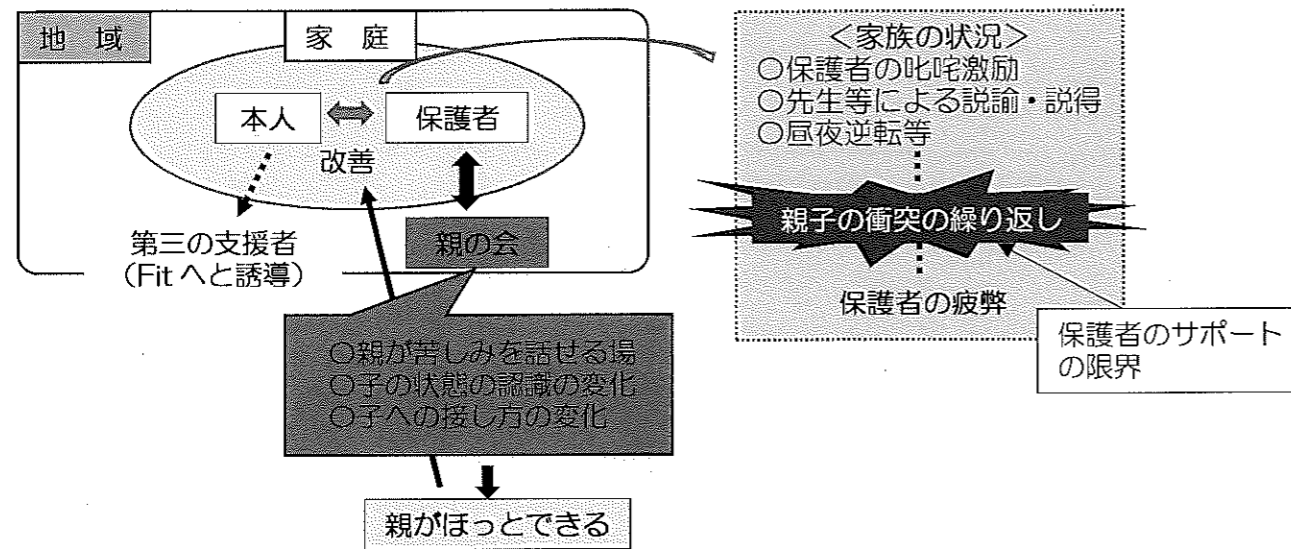 地　域
家　庭
本人
保護者
改善
第三の支援者
（Fit へと誘導）
親の会
〇親が苦しみを話せる場
〇子の状態の認識の変化
〇子への接し方の変化
親がほっとできる
＜家族の状況＞
〇保護者の叱咤激励
〇先生等による説諭・説得
〇昼夜逆転等
親子の衝突の繰り返し
保護者の疲弊
保護者のサポート
の限界